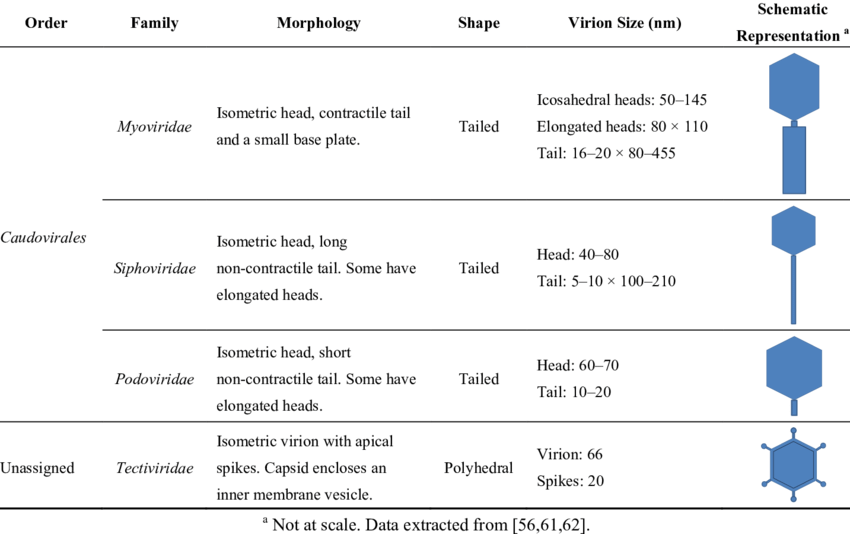 Order Family Morphology Shape Virion Size (nm) Schematic
Representation a
Caudovirales
Myoviridae
Isometric head, contractile tail
and a small base plate.
Tailed
Icosahedral heads: 50–145
Elongated heads: 80 × 110
Tail: 16–20 × 80–455
Siphoviridae
Isometric head, long
non-contractile tail. Some have
elongated heads.
Tailed
Head: 40–80
Tail: 5–10 × 100–210
Podoviridae
Isometric head, short
non-contractile tail. Some have
elongated heads.
Tailed
Head: 60–70
Tail: 10–20
Unassigned
Tectiviridae
Isometric virion with apical
spikes. Capsid encloses an
inner membrane vesicle.
Polyhedral
Virion: 66
Spikes: 20
a Not at scale. Data extracted from [56,61,62].